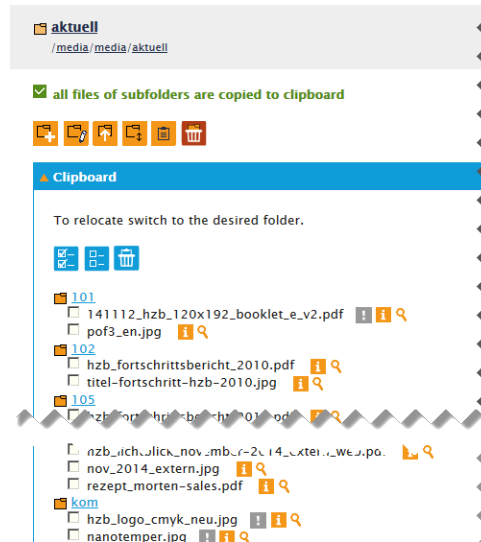 aktuell
/media/media/aktuell
all files of subfolders are copied to clipboard
Clipboard
To relocate switch to the desired folder.
101
141112_hzb_120x192_booklet_e_v2.pdf
pof3_en.jpg
102
hzb_fortschrittsbericht_2010.pdf
titel-fortschritt-hzb-2010.jpg
105
nov_2014_extern.jpg
rezept_morten-sales.pdf
kom
hzb_logo_cmyk_neu.jpg
nanotemper.jpg